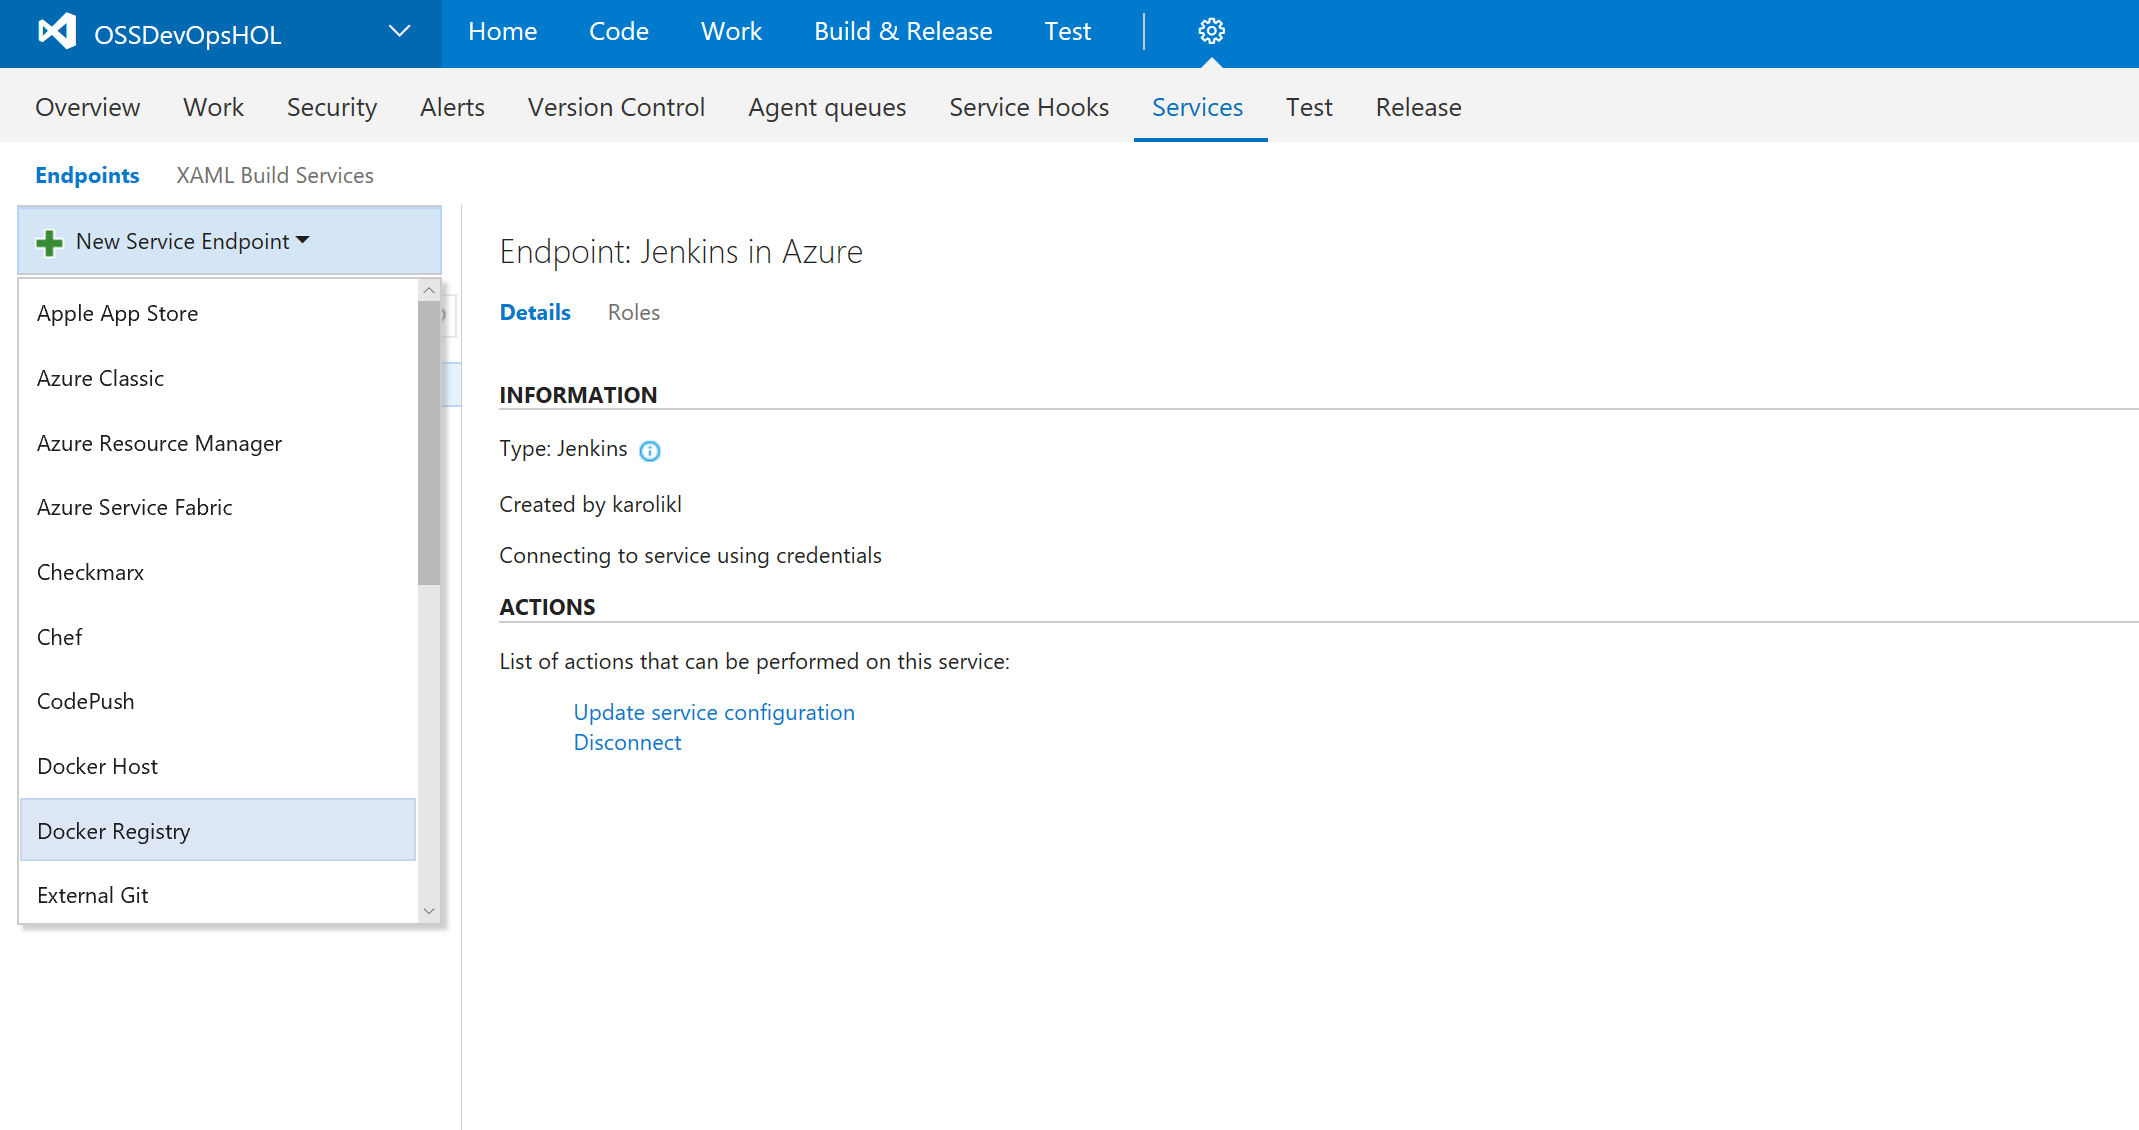 OSSDevOpsHOL Home Code Work Build & Release Test
Overview Work Security Alerts Version Control Agent queues Service Hooks Services Test Release
Endpoints XAML Build Services
New Service Endpoint
Apple App Store
Azure Classic
Azure Resource Manager
Azure Service Fabric
Checkmarx
Chef
CodePush
Docker Host
Docker Registry
External Git
Endpoint: Jenkins in Azure
Details Roles
INFORMATION
Type: Jenkins
Created by karolikl
Connecting to service using credentials
ACTIONS
List of actions that can be performed on this service:
Update service configuration
Disconnect